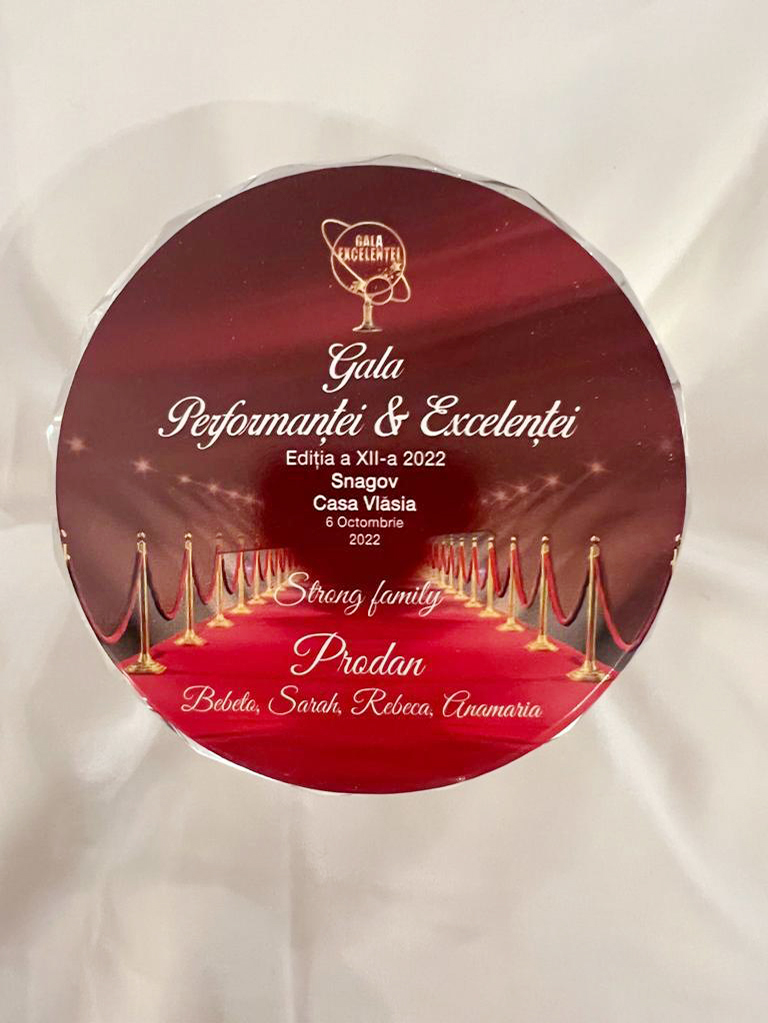 GALA
EXCELENȚEI
Gala
Performanței & Excelenței
Ediția a XII-a 2022
Snagov
Casa Vlăsia
6 Octombrie
2022
Strong family
Prodan
Bebeto, Sarah, Rebeca, Anamaria